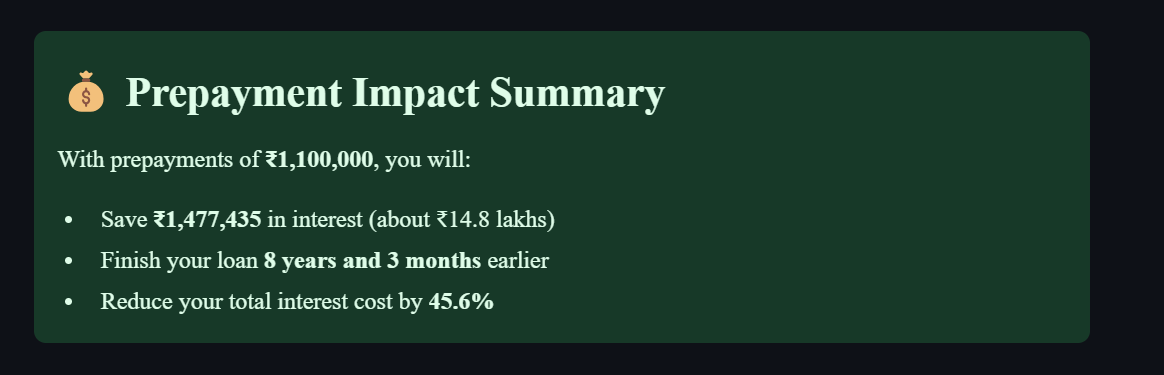 💰 Prepayment Impact Summary
With prepayments of ₹1,100,000, you will:
• Save ₹1,477,435 in interest (about ₹14.8 lakhs)
• Finish your loan 8 years and 3 months earlier
• Reduce your total interest cost by 45.6%